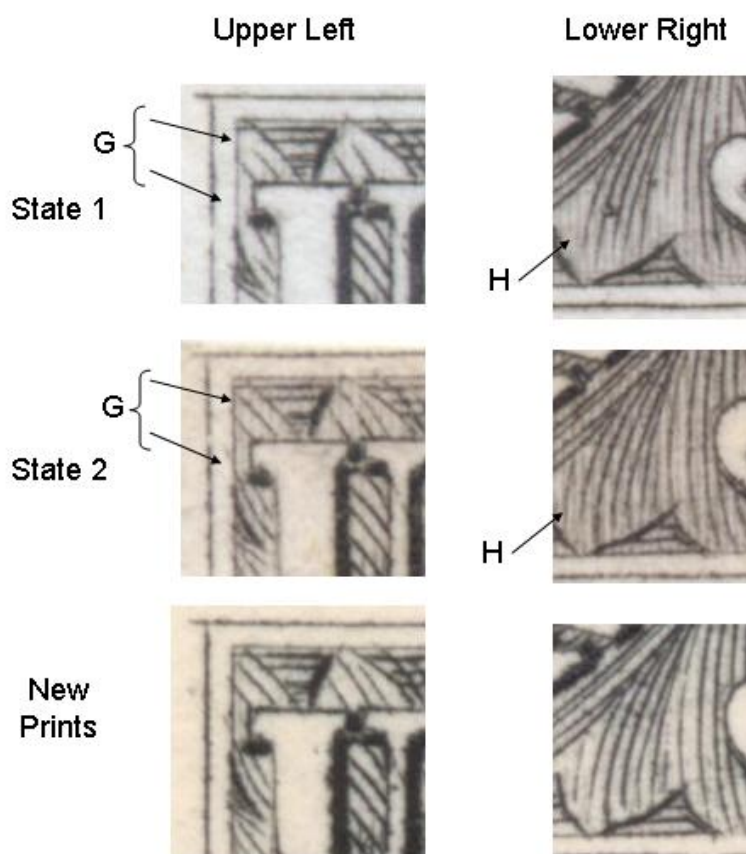 Upper Left
Lower Right
G
State 1
H
G
State 2
H
New
Prints